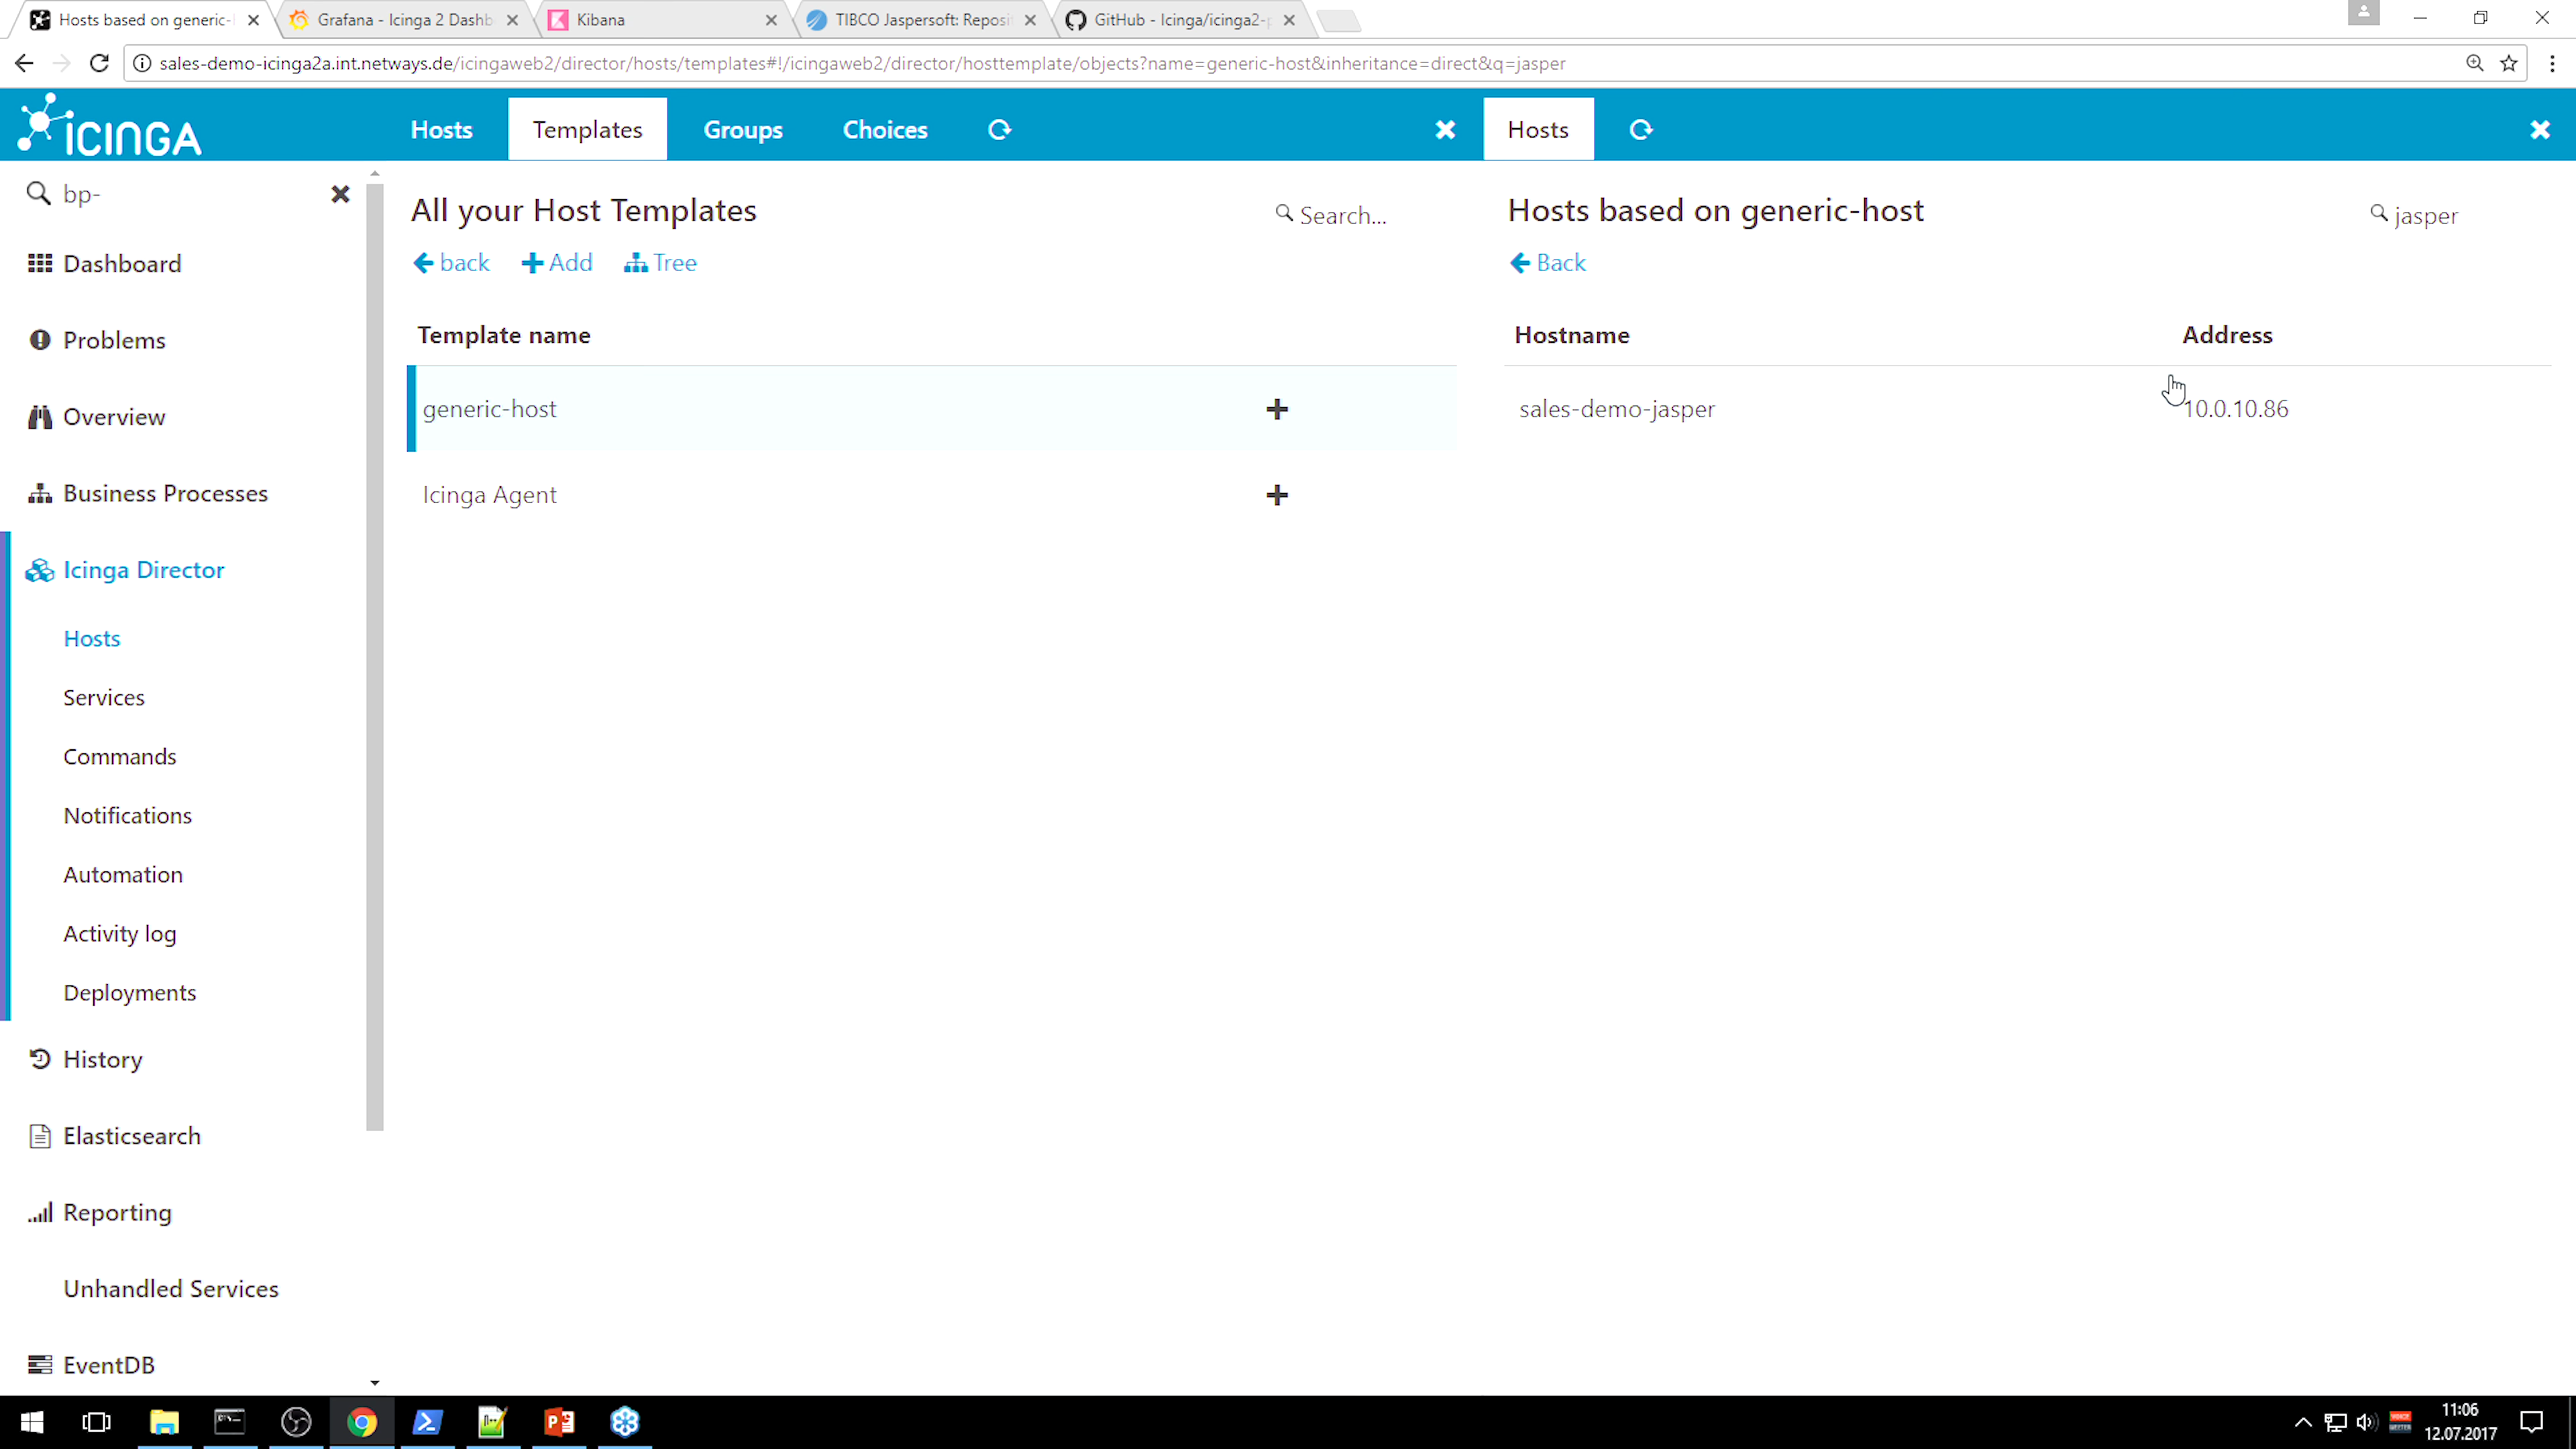 Hosts based on generic-
Grafana - Icinga 2 Dashb
Kibana
TIBCO Jaspersoft: Reposi
GitHub - Icinga/icinga2-p
sales-demo-icinga2a.int.netways.de/icingaweb2/director/hosts/templates#!/icingaweb2/director/hosttemplate/objects?name=generic-host&inheritance=direct&q=jasper
ICINGA
Hosts
Templates
Groups
Choices
Hosts
bp-
Dashboard
Problems
Overview
Business Processes
Icinga Director
Hosts
Services
Commands
Notifications
Automation
Activity log
Deployments
History
Elasticsearch
Reporting
Unhandled Services
EventDB
All your Host Templates
Search...
back
Add
Tree
Template name
generic-host
Icinga Agent
Hosts based on generic-host
jasper
Back
Hostname Address
sales-demo-jasper 10.0.10.86
11:06
12.07.2017